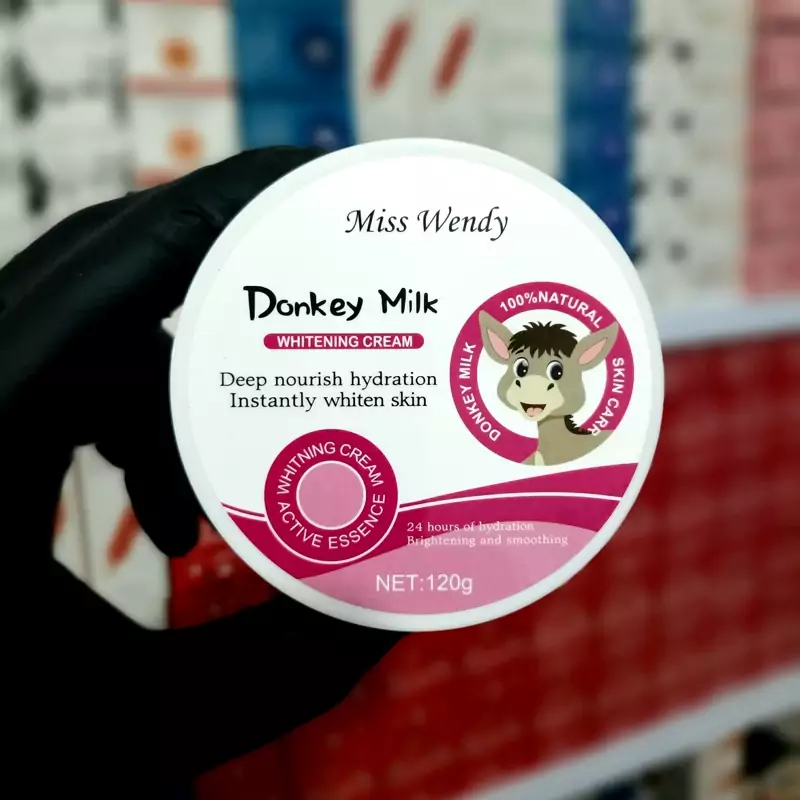 Miss Wendy
Donkey Milk
WHITENING CREAM
Deep nourish hydration
Instantly whiten skin
100%NATURAL
DONKEY MILK
SKIN CARR
WHITNING CREAM
ACTIVE ESSENCE
24 hours of hydration
Brightening and smoothing
NET:120g